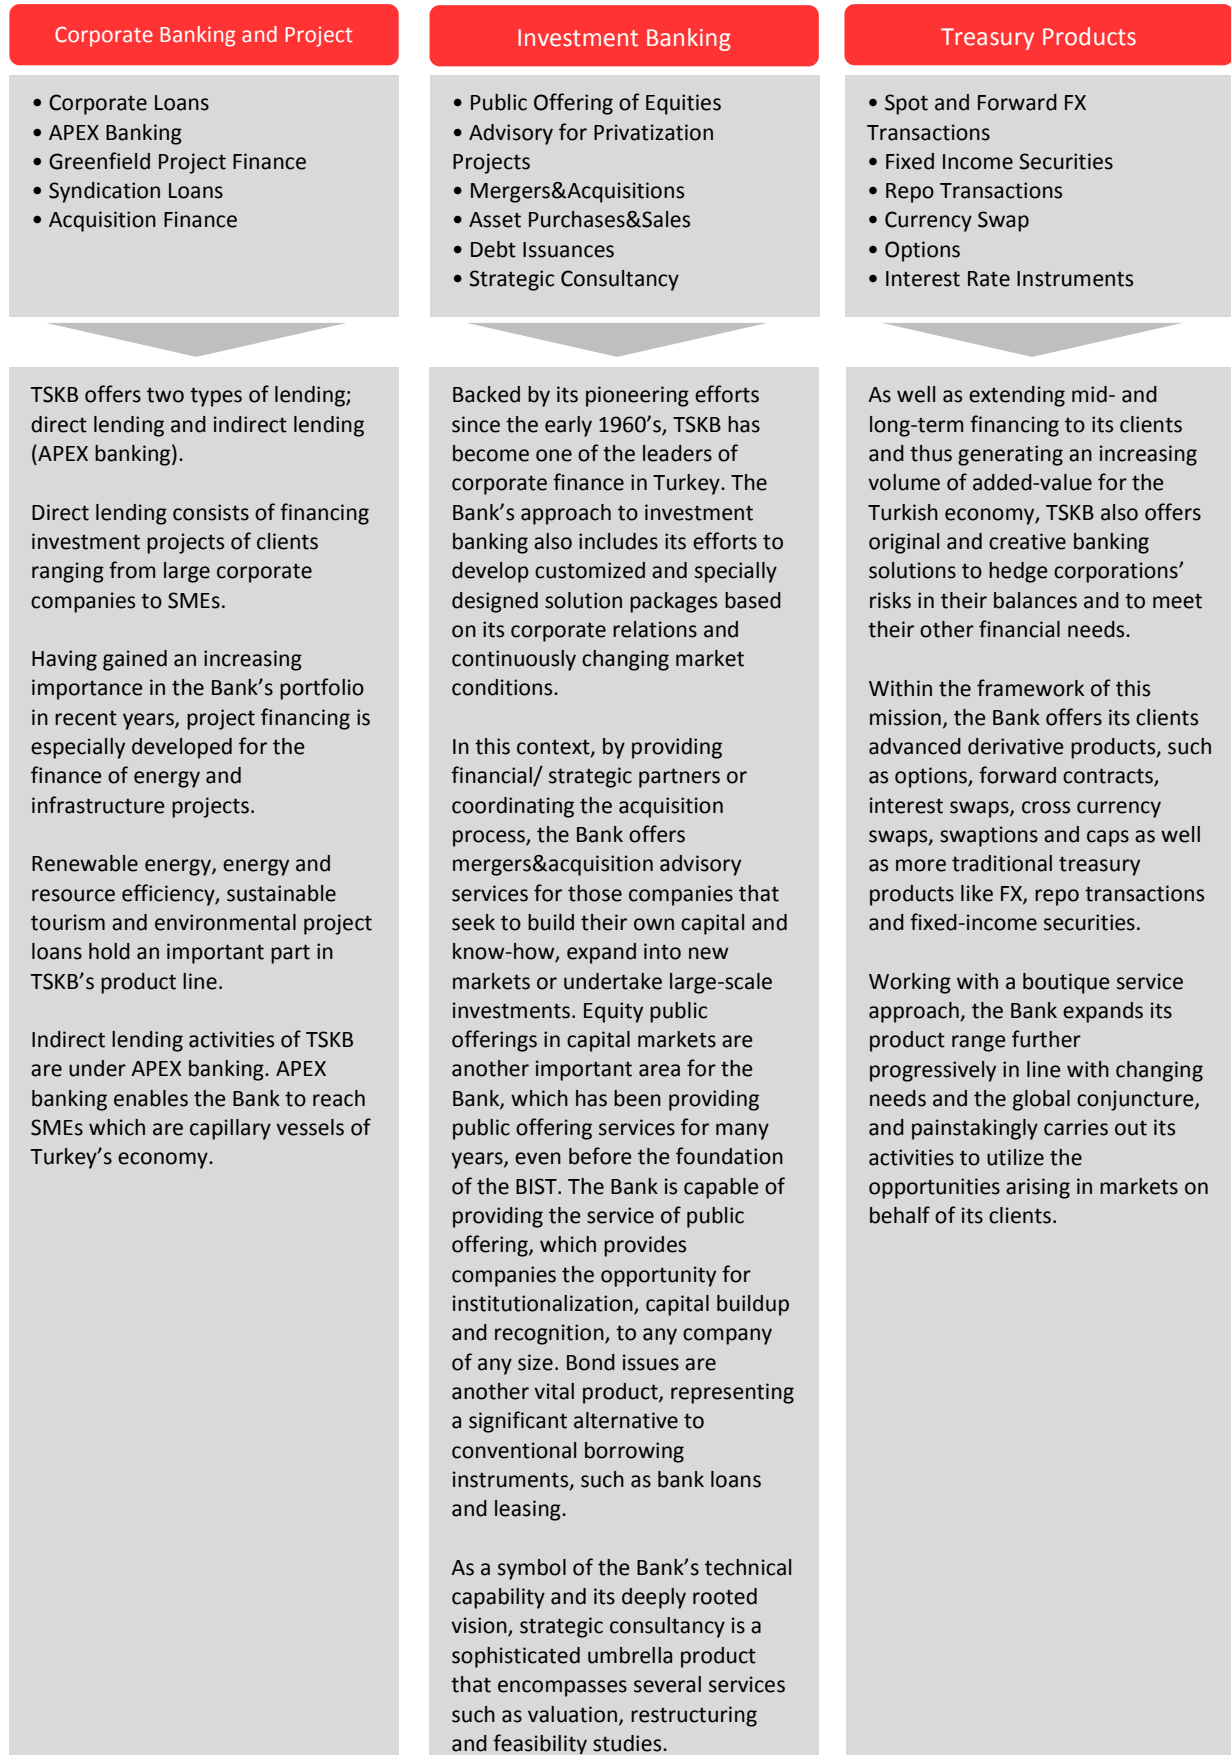 Corporate Banking and Project
• Corporate Loans
• APEX Banking
• Greenfield Project Finance
• Syndication Loans
• Acquisition Finance
TSKB offers two types of lending;
direct lending and indirect lending
(APEX banking).
Direct lending consists of financing
investment projects of clients
ranging from large corporate
companies to SMEs.
Having gained an increasing
importance in the Bank’s portfolio
in recent years, project financing is
especially developed for the
finance of energy and
infrastructure projects.
Renewable energy, energy and
resource efficiency, sustainable
tourism and environmental project
loans hold an important part in
TSKB’s product line.
Indirect lending activities of TSKB
are under APEX banking. APEX
banking enables the Bank to reach
SMEs which are capillary vessels of
Turkey’s economy.
Investment Banking
• Public Offering of Equities
• Advisory for Privatization
Projects
• Mergers&Acquisitions
• Asset Purchases&Sales
• Debt Issuances
• Strategic Consultancy
Backed by its pioneering efforts
since the early 1960’s, TSKB has
become one of the leaders of
corporate finance in Turkey. The
Bank’s approach to investment
banking also includes its efforts to
develop customized and specially
designed solution packages based
on its corporate relations and
continuously changing market
conditions.
In this context, by providing
financial/ strategic partners or
coordinating the acquisition
process, the Bank offers
mergers&acquisition advisory
services for those companies that
seek to build their own capital and
know-how, expand into new
markets or undertake large-scale
investments. Equity public
offerings in capital markets are
another important area for the
Bank, which has been providing
public offering services for many
years, even before the foundation
of the BIST. The Bank is capable of
providing the service of public
offering, which provides
companies the opportunity for
institutionalization, capital buildup
and recognition, to any company
of any size. Bond issues are
another vital product, representing
a significant alternative to
conventional borrowing
instruments, such as bank loans
and leasing.
As a symbol of the Bank’s technical
capability and its deeply rooted
vision, strategic consultancy is a
sophisticated umbrella product
that encompasses several services
such as valuation, restructuring
and feasibility studies.
Treasury Products
• Spot and Forward FX
Transactions
• Fixed Income Securities
• Repo Transactions
• Currency Swap
• Options
• Interest Rate Instruments
As well as extending mid- and
long-term financing to its clients
and thus generating an increasing
volume of added-value for the
Turkish economy, TSKB also offers
original and creative banking
solutions to hedge corporations’
risks in their balances and to meet
their other financial needs.
Within the framework of this
mission, the Bank offers its clients
advanced derivative products, such
as options, forward contracts,
interest swaps, cross currency
swaps, swaptions and caps as well
as more traditional treasury
products like FX, repo transactions
and fixed-income securities.
Working with a boutique service
approach, the Bank expands its
product range further
progressively in line with changing
needs and the global conjuncture,
and painstakingly carries out its
activities to utilize the
opportunities arising in markets on
behalf of its clients.